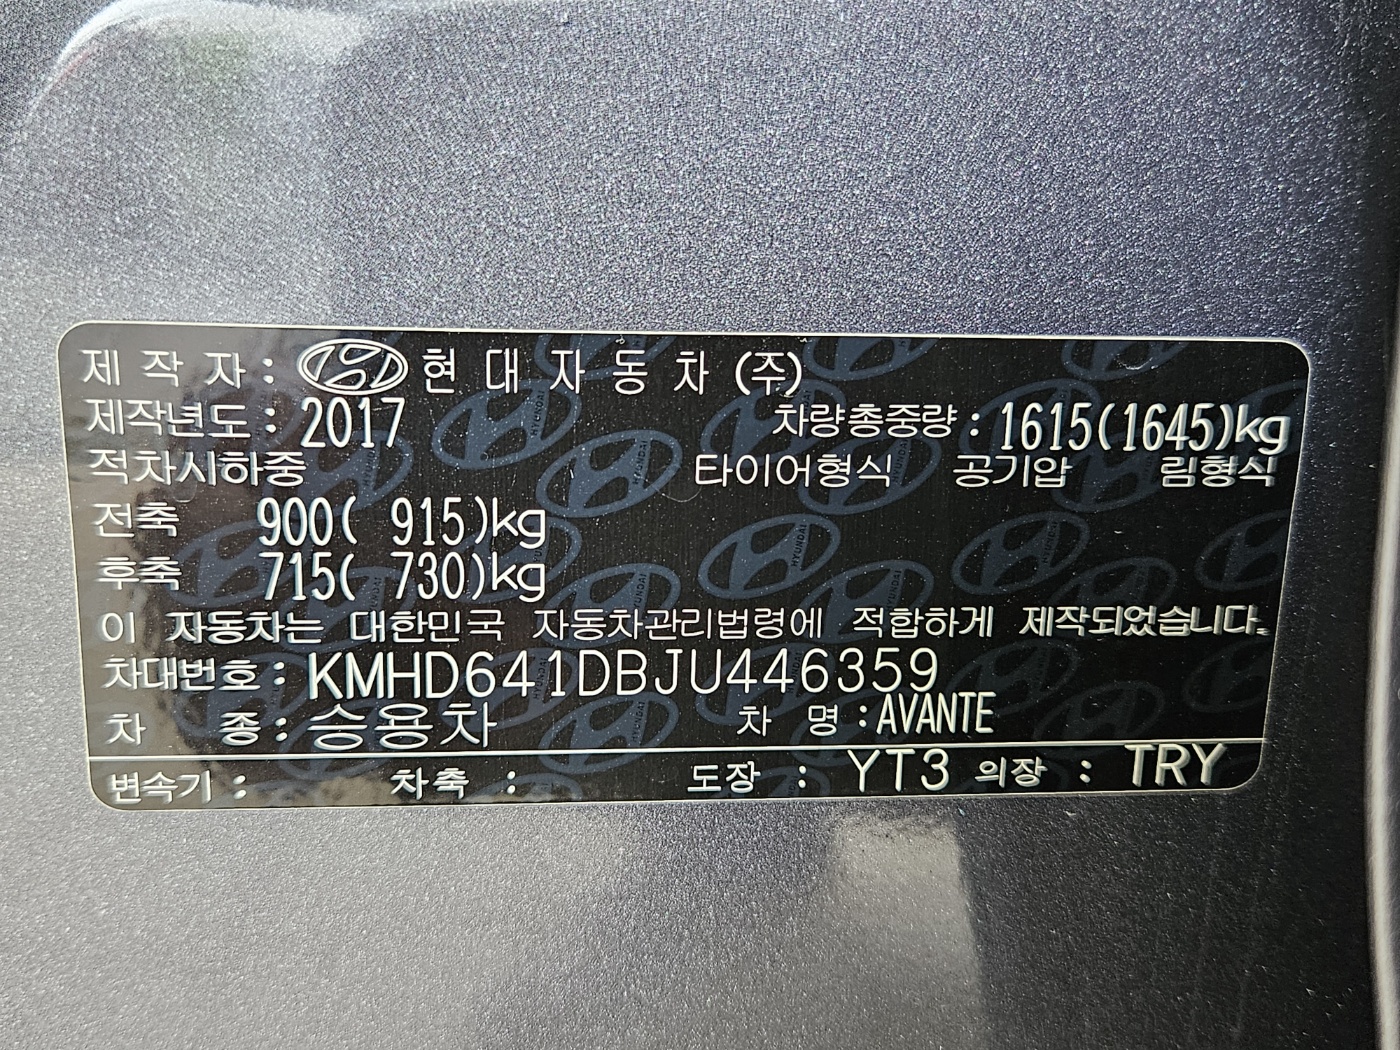 제 작 자 : 현 대 자 동 차 (주)
제작년도 : 2017 차량총중량 : 1615(1645)kg
적차시하중 타이어형식 공기압 림형식
전축 900( 915)kg
후축 715( 730)kg
이 자동차는 대한민국 자동차관리법령에 적합하게 제작되었습니다.
차대번호 : KMHD641DBJU446359
차 종 : 승용차 차 명 : AVANTE
변속기 : 차축 : 도장 : YT3 의장 : TRY